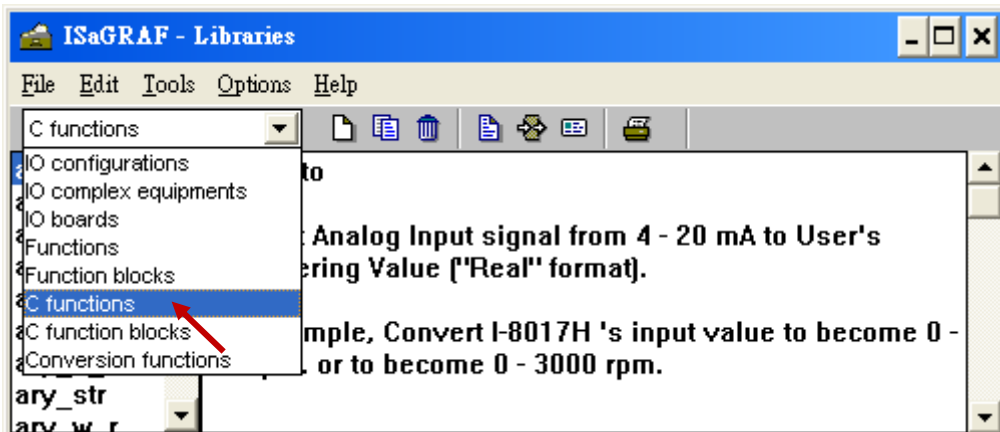 ISaGRAF - Libraries
File Edit Tools Options Help
C functions
IO configurations
IO complex equipments
IO boards
Functions
Function blocks
C functions
C function blocks
Conversion functions
ary_str
to
Analog Input signal from 4 - 20 mA to User's
Value ("Real" format).
Convert I-8017H 's input value to become 0 -
or to become 0 - 3000 rpm.